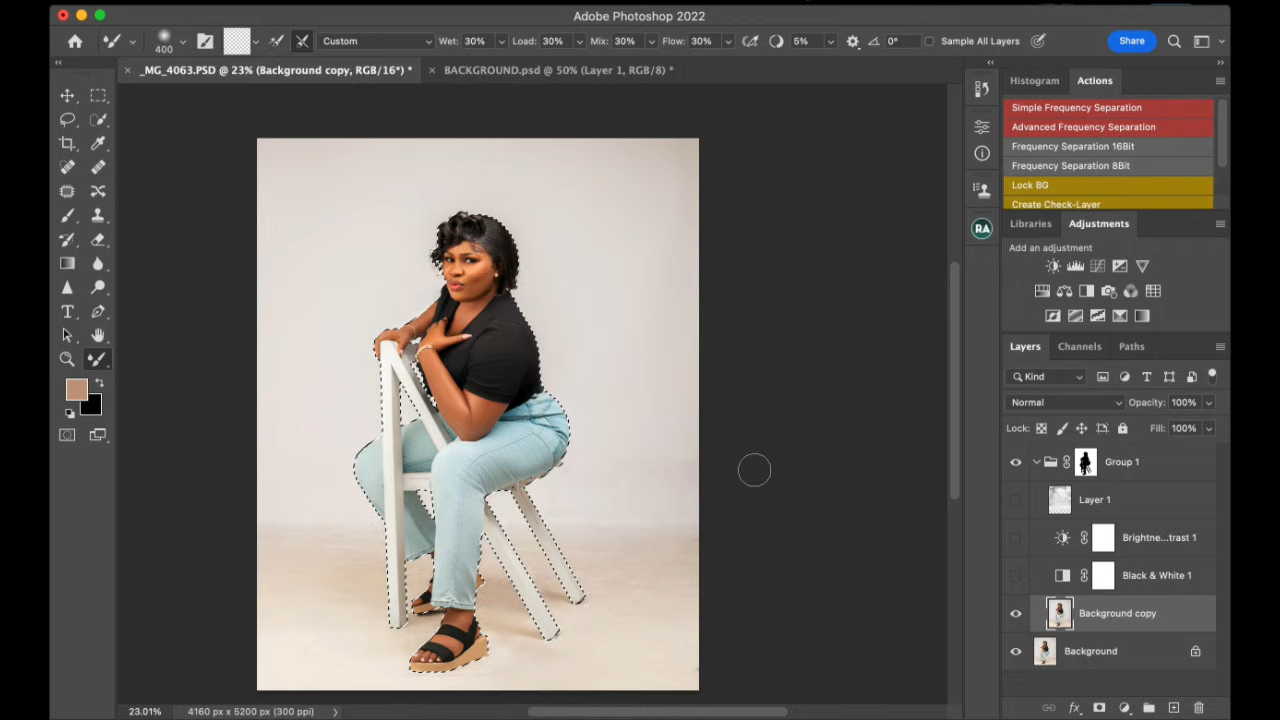 Adobe Photoshop 2022
400 Custom Wet: 30% Load: 30% Mix: 30% Flow: 30% 5% 0° Sample All Layers Share
_MG_4063.PSD @ 23% (Background copy, RGB/16*) * BACKGROUND.psd @ 50% (Layer 1, RGB/8) *
Histogram Actions
Simple Frequency Separation
Advanced Frequency Separation
Frequency Separation 16Bit
Frequency Separation 8Bit
Lock BG
Create Check-Layer
Libraries Adjustments
RA
Add an adjustment
Layers Channels Paths
Kind
Normal Opacity: 100%
Lock: Fill: 100%
Group 1
Layer 1
Brightne...trast 1
Black & White 1
Background copy
Background
23.01% 4160 px x 5200 px (300 ppi)